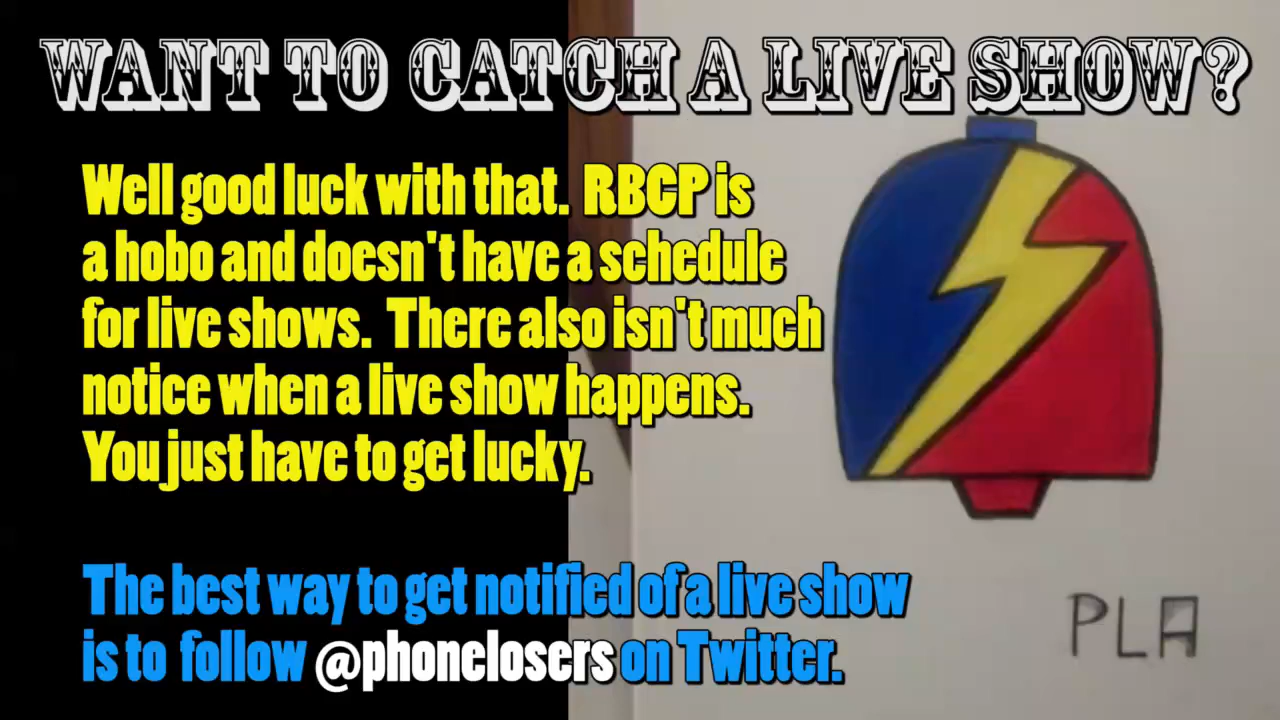 WANT TO CATCH A LIVE SHOW?
Well good luck with that. RBCP is
a hobo and doesn't have a schedule
for live shows. There also isn't much
notice when a live show happens.
You just have to get lucky.
The best way to get notified of a live show
is to follow @phonelosers on Twitter.
PLA